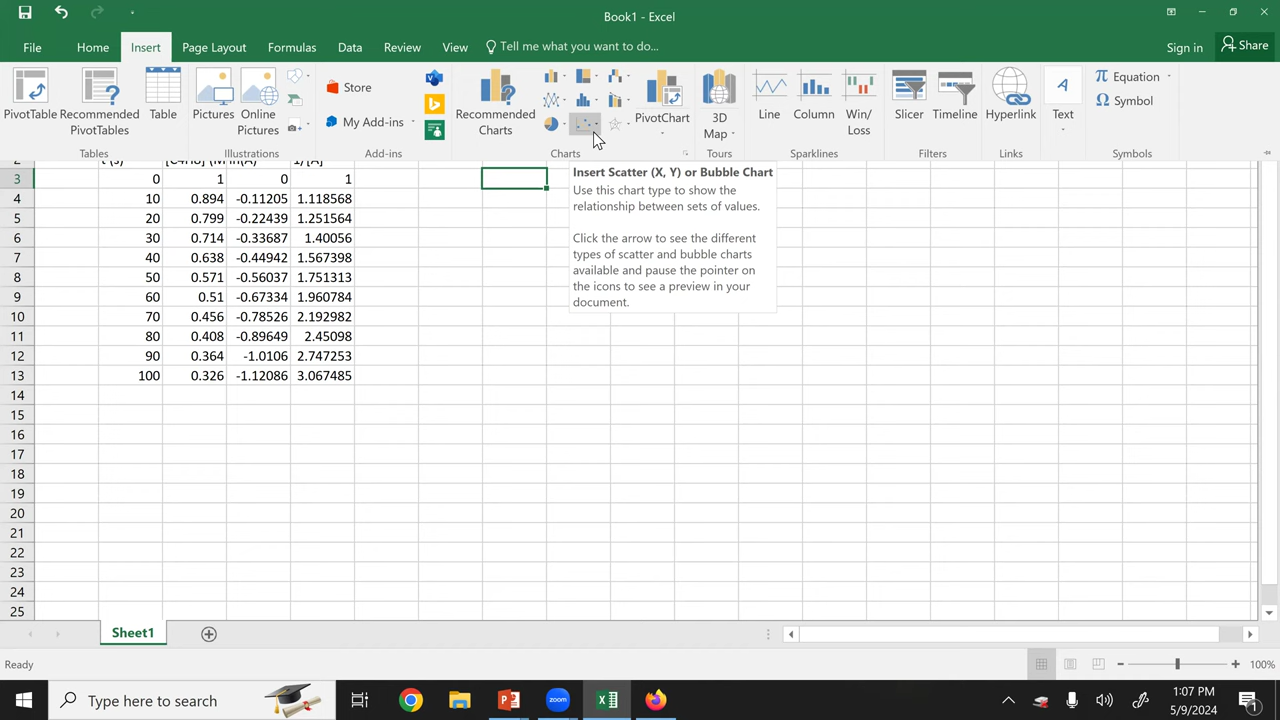 Book1 - Excel
File Home Insert Page Layout Formulas Data Review View Tell me what you want to do... Sign in Share
PivotTable Recommended PivotTables Table
Pictures Online Pictures
Store
My Add-ins
Recommended Charts
PivotChart 3D Map
Line Column Win/Loss
Slicer Timeline Hyperlink Text
Equation
Symbol
Tables Illustrations Add-ins Charts Tours Sparklines Filters Links Symbols
2 t (s) [C4H8] (M ln(A) 1/[A]
3 0 1 0 1
4 10 0.894 -0.11205 1.118568
5 20 0.799 -0.22439 1.251564
6 30 0.714 -0.33687 1.40056
7 40 0.638 -0.44942 1.567398
8 50 0.571 -0.56037 1.751313
9 60 0.51 -0.67334 1.960784
10 70 0.456 -0.78526 2.192982
11 80 0.408 -0.89649 2.45098
12 90 0.364 -1.0106 2.747253
13 100 0.326 -1.12086 3.067485
14
15
16
17
18
19
20
21
22
23
24
25
Insert Scatter (X, Y) or Bubble Chart
Use this chart type to show the
relationship between sets of values.
Click the arrow to see the different
types of scatter and bubble charts
available and pause the pointer on
the icons to see a preview in your
document.
Sheet1
Ready 100%
Type here to search
zoom
1:07 PM
5/9/2024
1